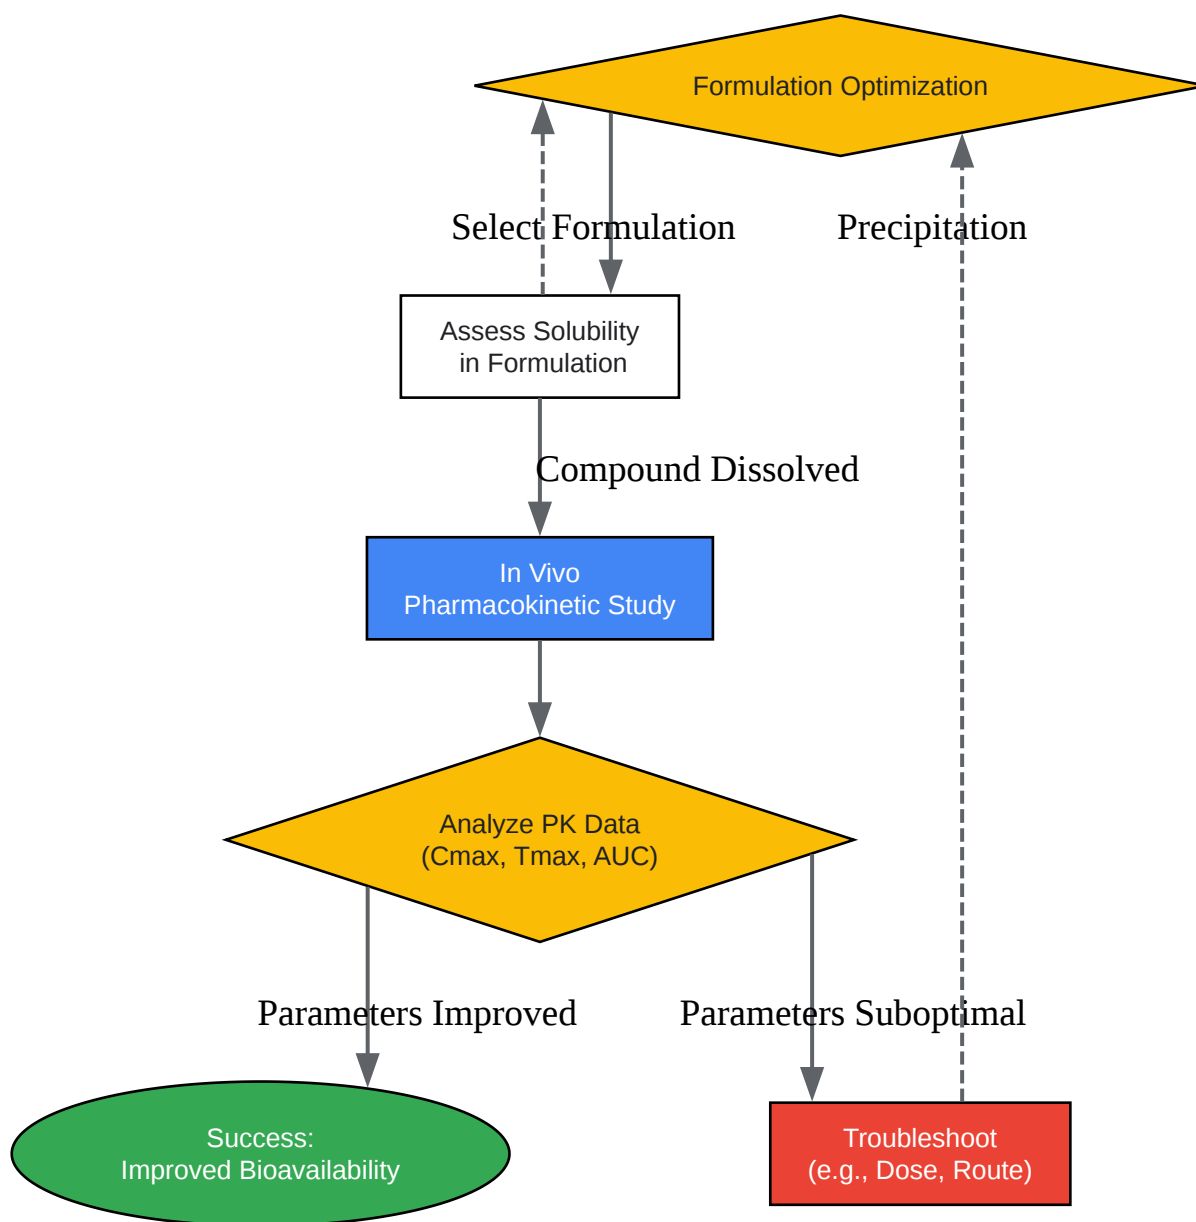 Formulation Optimization
Select Formulation
Precipitation
Assess Solubility
in Formulation
Compound Dissolved
In Vivo
Pharmacokinetic Study
Analyze PK Data
(Cmax, Tmax, AUC)
Parameters Improved
Parameters Suboptimal
Success:
Improved Bioavailability
Troubleshoot
(e.g., Dose, Route)